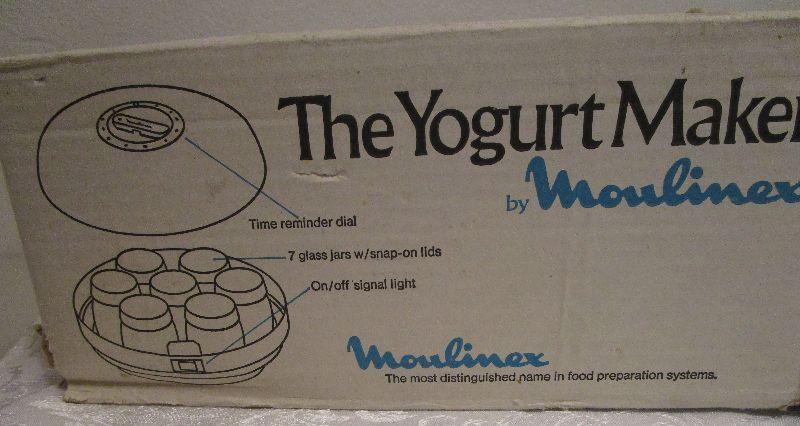 The Yogurt Maker
by Moulinex
Time reminder dial
7 glass jars w/snap-on lids
On/off signal light
Moulinex
The most distinguished name in food preparation systems.